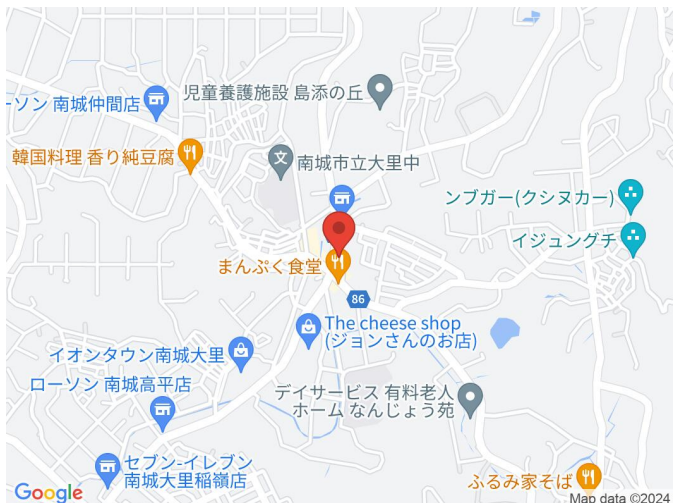 児童養護施設 島添の丘
ーソン 南城仲間店
韓国料理 香り純豆腐
南城市立大里中
ンブガー(クシヌカー)
イジュングチ
まんぷく食堂
86
The cheese shop
(ジョンさんのお店)
イオンタウン南城大里
ローソン 南城高平店
デイサービス 有料老人
ホーム なんじょう苑
セブン-イレブン
南城大里稲嶺店
ふるみ家そば
Google
Map data ©2024